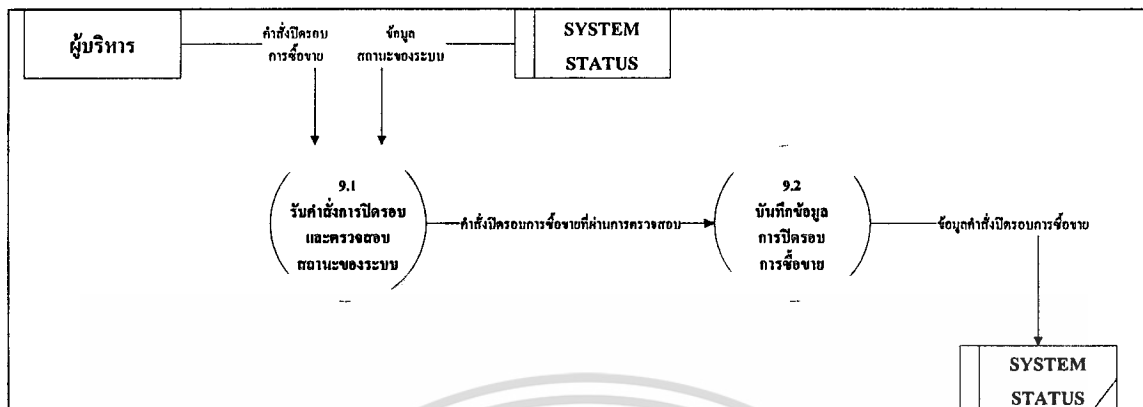 ผู้บริหาร
คำสั่งปิดรอบ
การซื้อขาย
ข้อมูล
สถานะของระบบ
SYSTEM
STATUS
9.1
รับคำสั่งการปิดรอบ
และตรวจสอบ
สถานะของระบบ
คำสั่งปิดรอบการซื้อขายที่ผ่านการตรวจสอบ
9.2
บันทึกข้อมูล
การปิดรอบ
การซื้อขาย
ข้อมูลคำสั่งปิดรอบการซื้อขาย
SYSTEM
STATUS